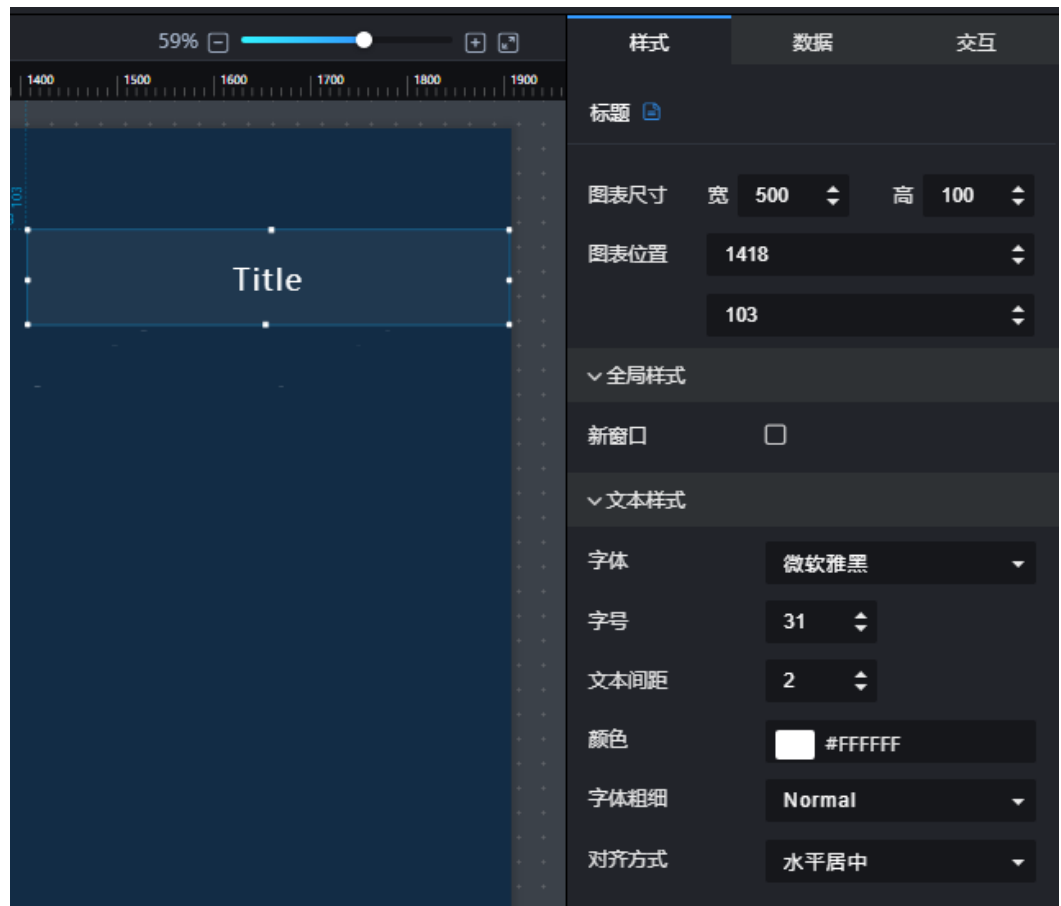 59%
样式 数据 交互
1400 1500 1600 1700 1800 1900
标题
103
图表尺寸 宽 500 高 100
图表位置 1418
103
Title
全局样式
新窗口
文本样式
字体 微软雅黑
字号 31
文本间距 2
颜色 #FFFFFF
字体粗细 Normal
对齐方式 水平居中